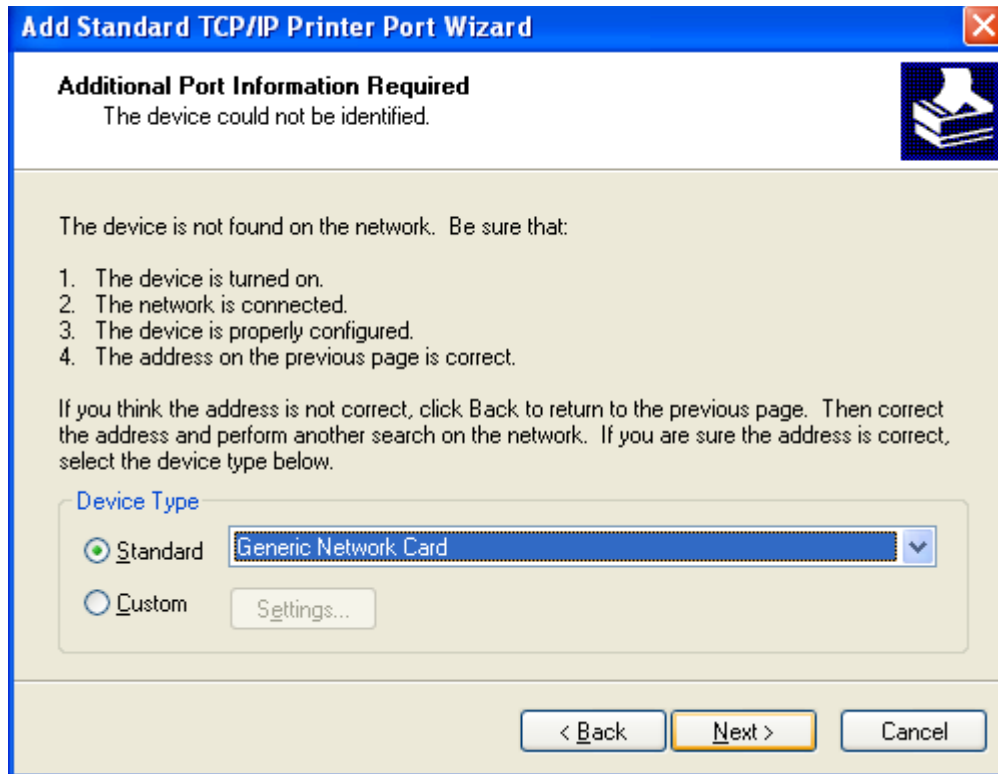 Add Standard TCP/IP Printer Port Wizard
Additional Port Information Required
The device could not be identified.
The device is not found on the network.  Be sure that:
1.  The device is turned on.
2.  The network is connected.
3.  The device is properly configured.
4.  The address on the previous page is correct.
If you think the address is not correct, click Back to return to the previous page.  Then correct
the address and perform another search on the network.  If you are sure the address is correct,
select the device type below.
Device Type
Standard
Generic Network Card
Custom
Settings...
< Back
Next >
Cancel